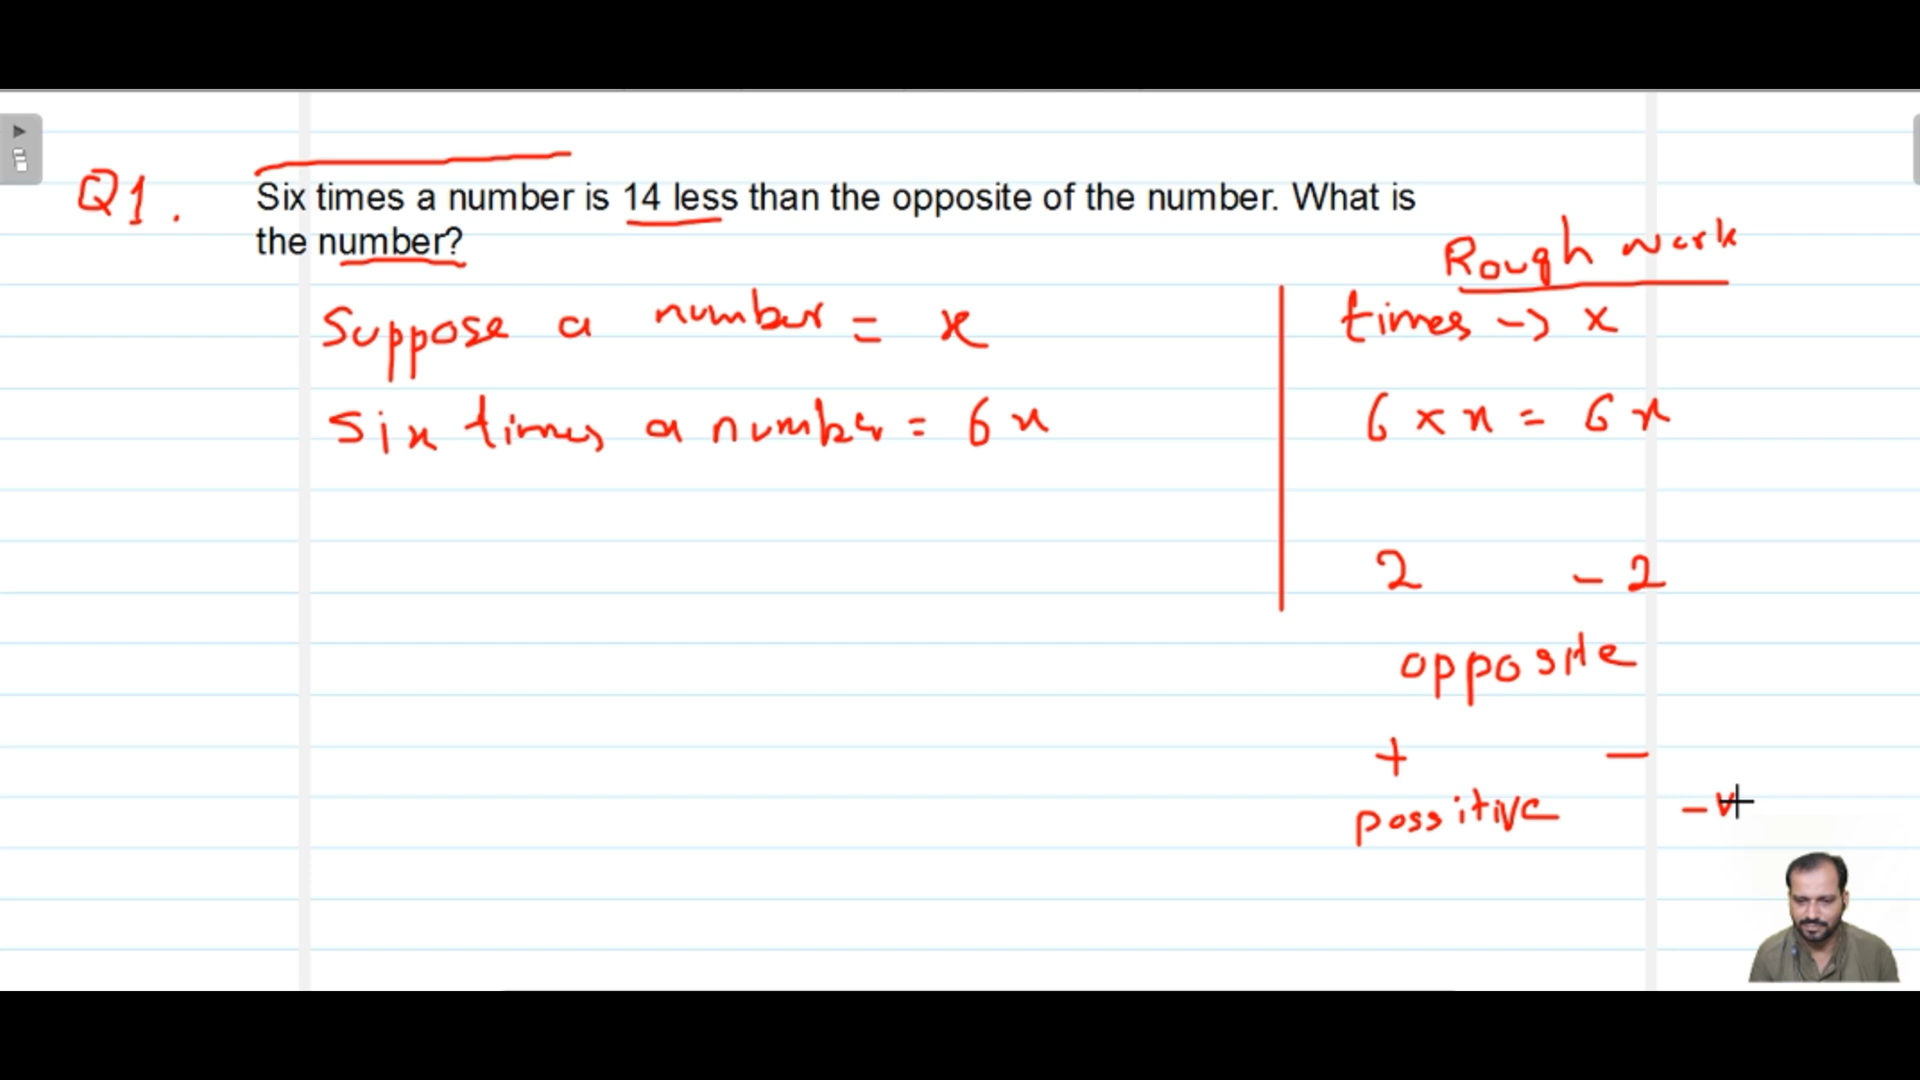 Q1. Six times a number is 14 less than the opposite of the number. What is
the number?
Rough work
Suppose a number = x
times -> x
Six times a number = 6x
6 × x = 6x
2 - 2
opposite
+ -
possitive